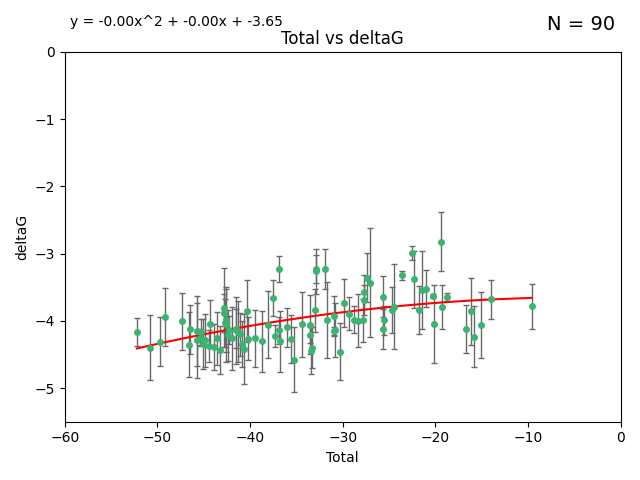 y = -0.00x^2 + -0.00x + -3.65
N = 90
Total vs deltaG
deltaG
0
−1
−2
−3
−4
−5
−60
−50
−40
−30
−20
−10
0
Total